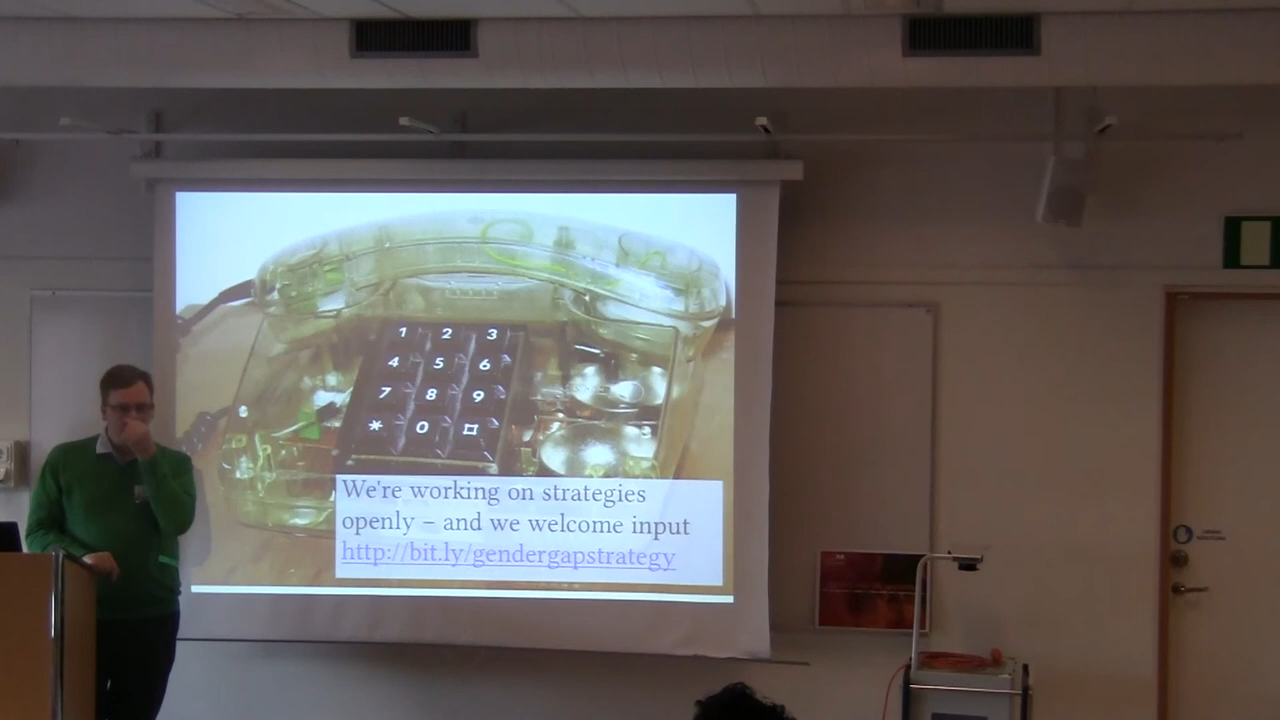 1 2 3
4 5 6
7 8 9
* 0 ¤
We're working on strategies
openly – and we welcome input
http://bit.ly/gendergapstrategy